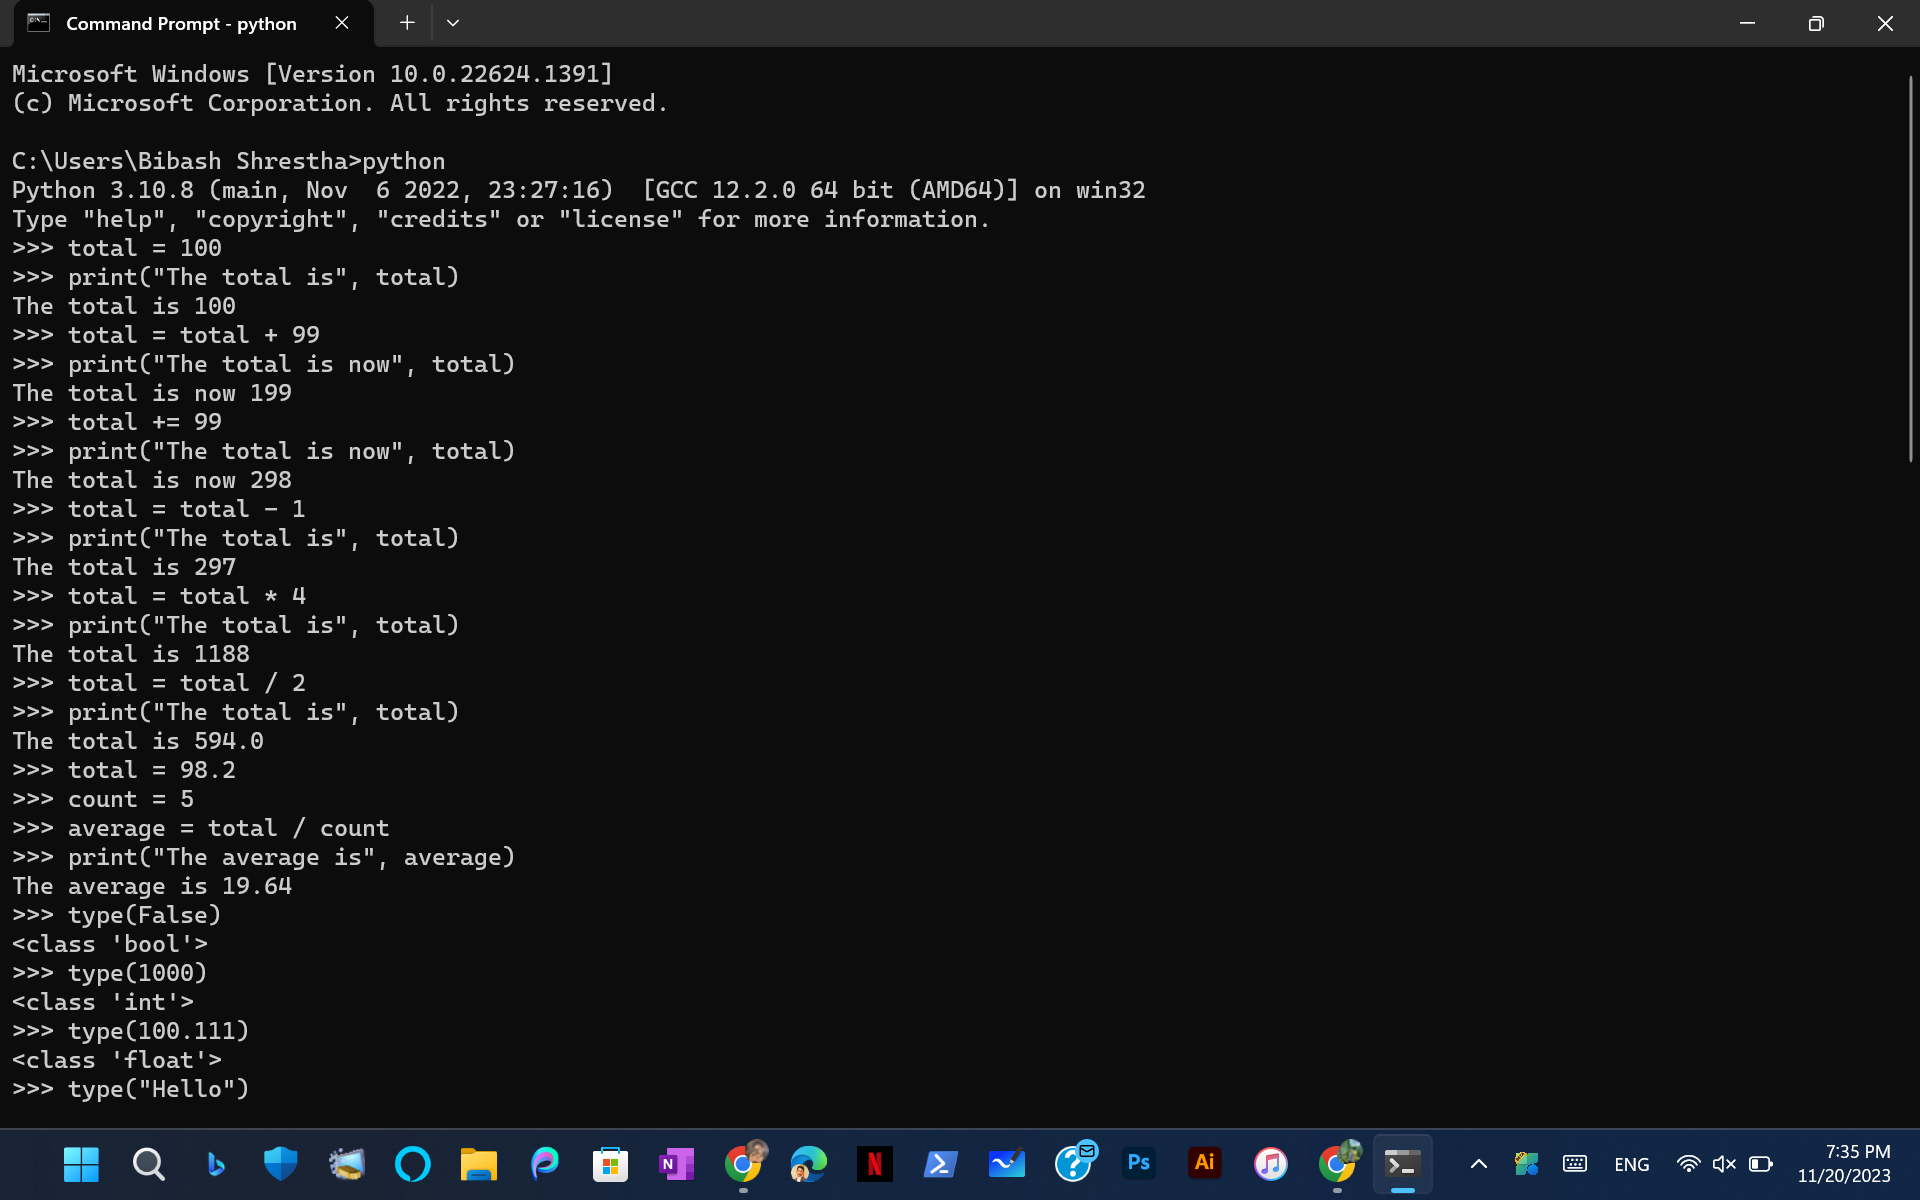 Command Prompt - python
Microsoft Windows [Version 10.0.22624.1391]
(c) Microsoft Corporation. All rights reserved.
C:\Users\Bibash Shrestha>python
Python 3.10.8 (main, Nov  6 2022, 23:27:16)  [GCC 12.2.0 64 bit (AMD64)] on win32
Type "help", "copyright", "credits" or "license" for more information.
>>> total = 100
>>> print("The total is", total)
The total is 100
>>> total = total + 99
>>> print("The total is now", total)
The total is now 199
>>> total += 99
>>> print("The total is now", total)
The total is now 298
>>> total = total - 1
>>> print("The total is", total)
The total is 297
>>> total = total * 4
>>> print("The total is", total)
The total is 1188
>>> total = total / 2
>>> print("The total is", total)
The total is 594.0
>>> total = 98.2
>>> count = 5
>>> average = total / count
>>> print("The average is", average)
The average is 19.64
>>> type(False)
<class 'bool'>
>>> type(1000)
<class 'int'>
>>> type(100.111)
<class 'float'>
>>> type("Hello")
N
N
Ps
Ai
ENG
7:35 PM
11/20/2023